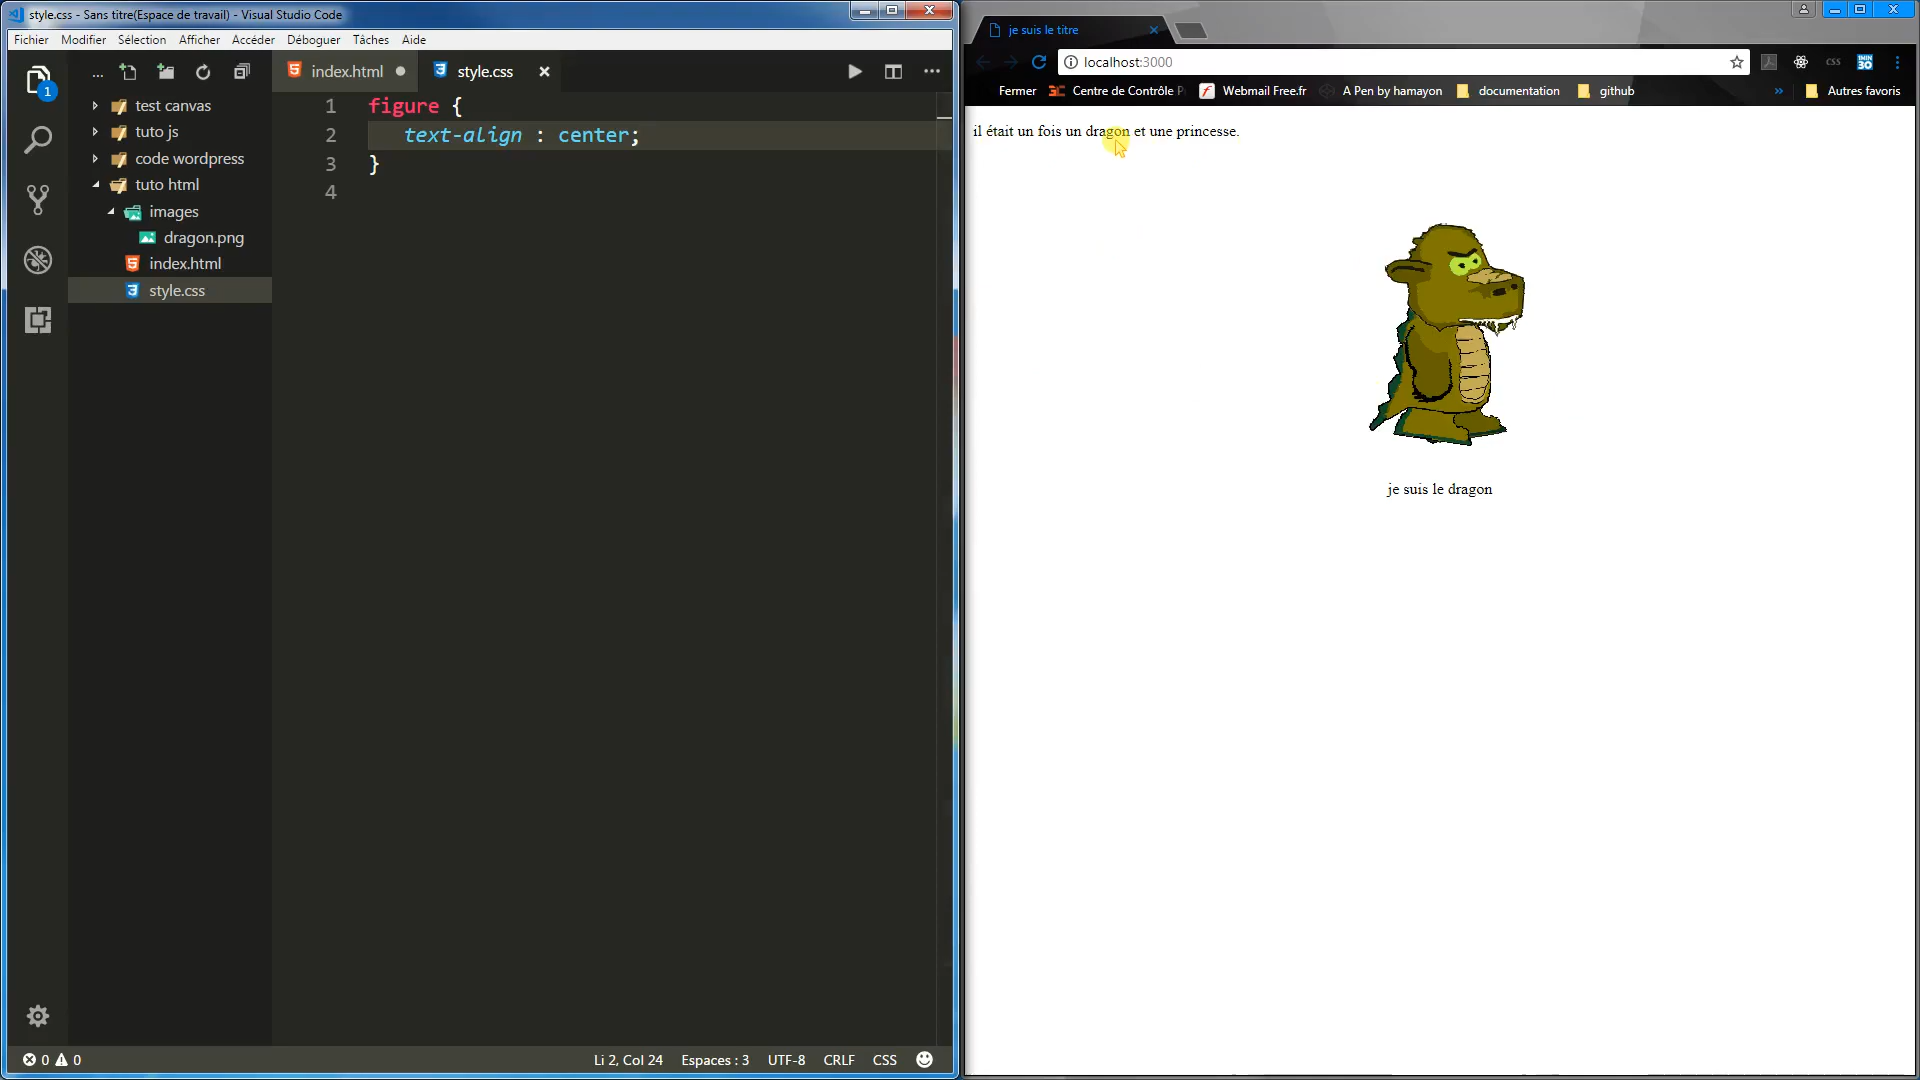 style.css - Sans titre(Espace de travail) - Visual Studio Code
Fichier Modifier Sélection Afficher Accéder Déboguer Tâches Aide
1
...
test canvas
tuto js
code wordpress
tuto html
images
dragon.png
index.html
style.css
index.html
style.css
1 figure {
2 text-align : center;
3 }
4
0 0
Li 2, Col 24 Espaces : 3 UTF-8 CRLF CSS
je suis le titre
localhost:3000
css
1MIN
30
Fermer Centre de Contrôle Webmail Free.fr A Pen by hamayon documentation github » Autres favoris
il était un fois un dragon et une princesse.
je suis le dragon